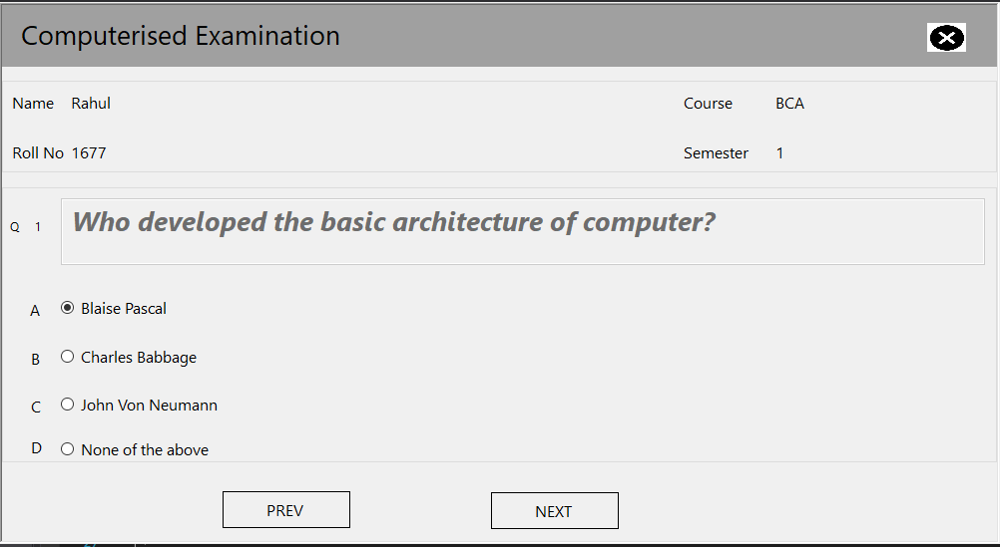 Computerised Examination
Name Rahul Course BCA
Roll No 1677 Semester 1
Q 1 Who developed the basic architecture of computer?
A Blaise Pascal
B Charles Babbage
C John Von Neumann
D None of the above
PREV NEXT